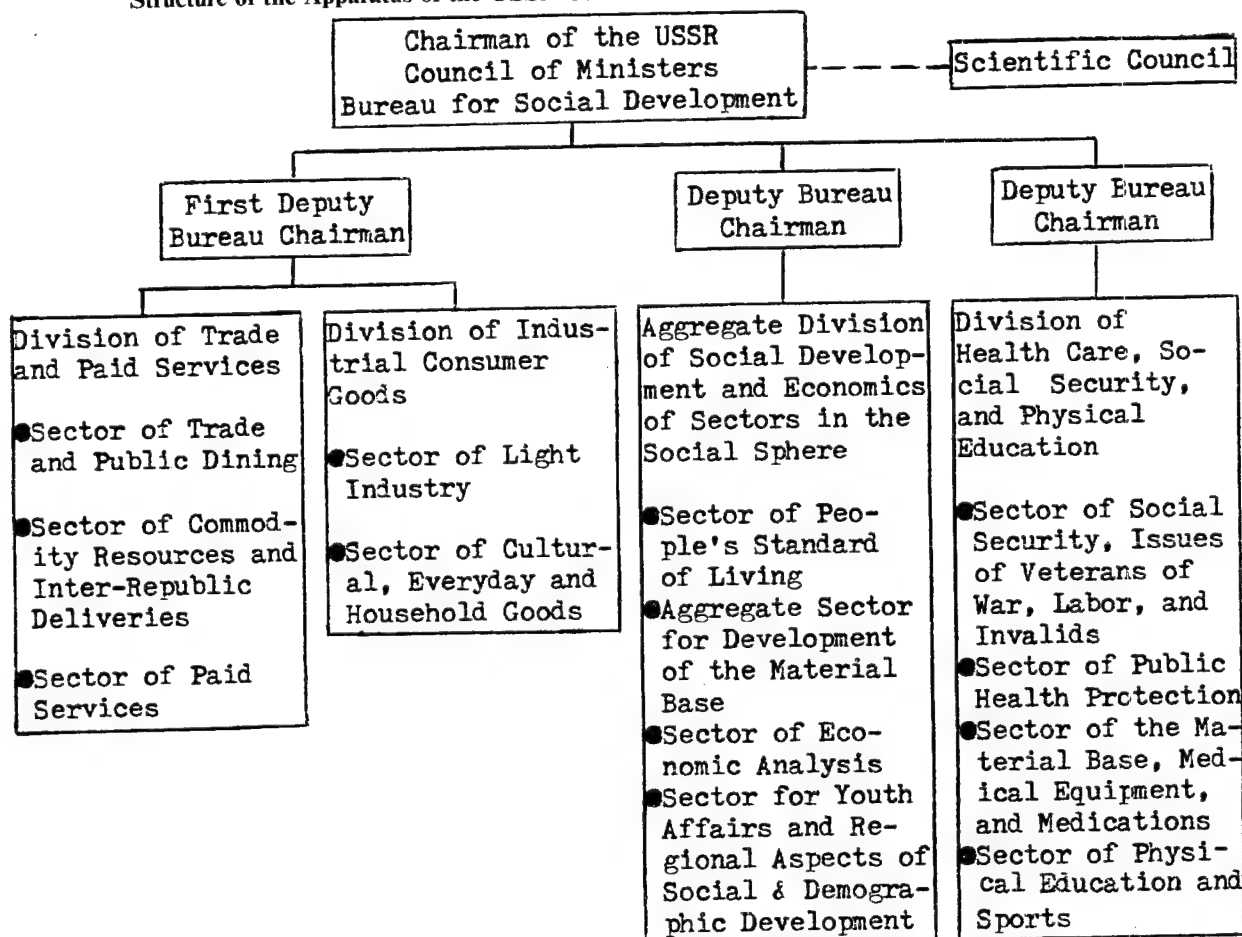 Structure of the Apparatus of the
Chairman of the USSR
Council of Ministers
Bureau for Social Development
Scientific Council
First Deputy
Bureau Chairman
Deputy Bureau
Chairman
Deputy Bureau
Chairman
Division of Trade
and Paid Services
●Sector of Trade
and Public Dining
●Sector of Commod-
ity Resources and
Inter-Republic
Deliveries
●Sector of Paid
Services
Division of Indus-
trial Consumer
Goods
●Sector of Light
Industry
●Sector of Cultur-
al, Everyday and
Household Goods
Aggregate Division
of Social Develop-
ment and Economics
of Sectors in the
Social Sphere
●Sector of Peo-
ple's Standard
of Living
●Aggregate Sector
for Development
of the Material
Base
●Sector of Eco-
nomic Analysis
●Sector for Youth
Affairs and Re-
gional Aspects of
Social & Demogra-
phic Development
Division of
Health Care, So-
cial Security,
and Physical
Education
●Sector of Social
Security, Issues
of Veterans of
War, Labor, and
Invalids
●Sector of Public
Health Protection
●Sector of the Ma-
terial Base, Med-
ical Equipment,
and Medications
●Sector of Physi-
cal Education and
Sports